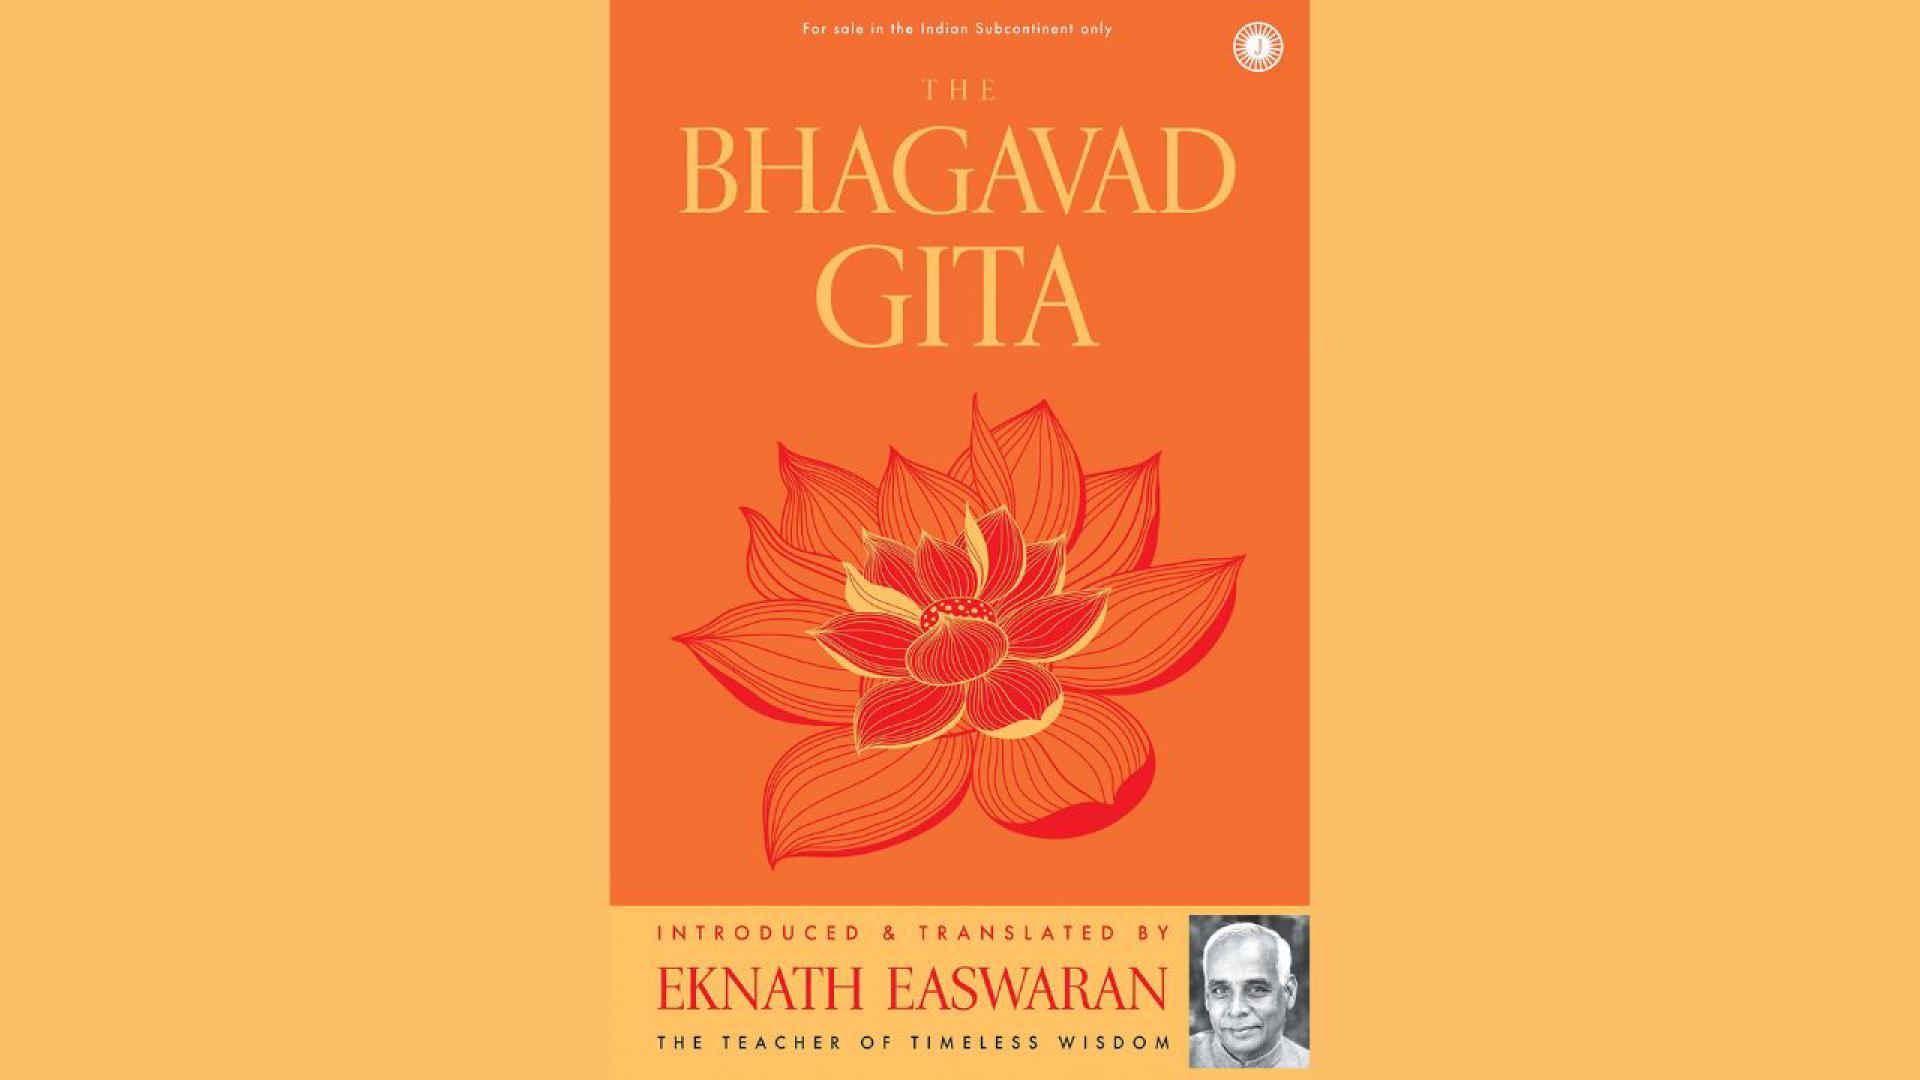 For sale in the Indian Subcontinent only
J
THE
BHAGAVAD
GITA
INTRODUCED & TRANSLATED BY
EKNATH EASWARAN
THE TEACHER OF TIMELESS WISDOM